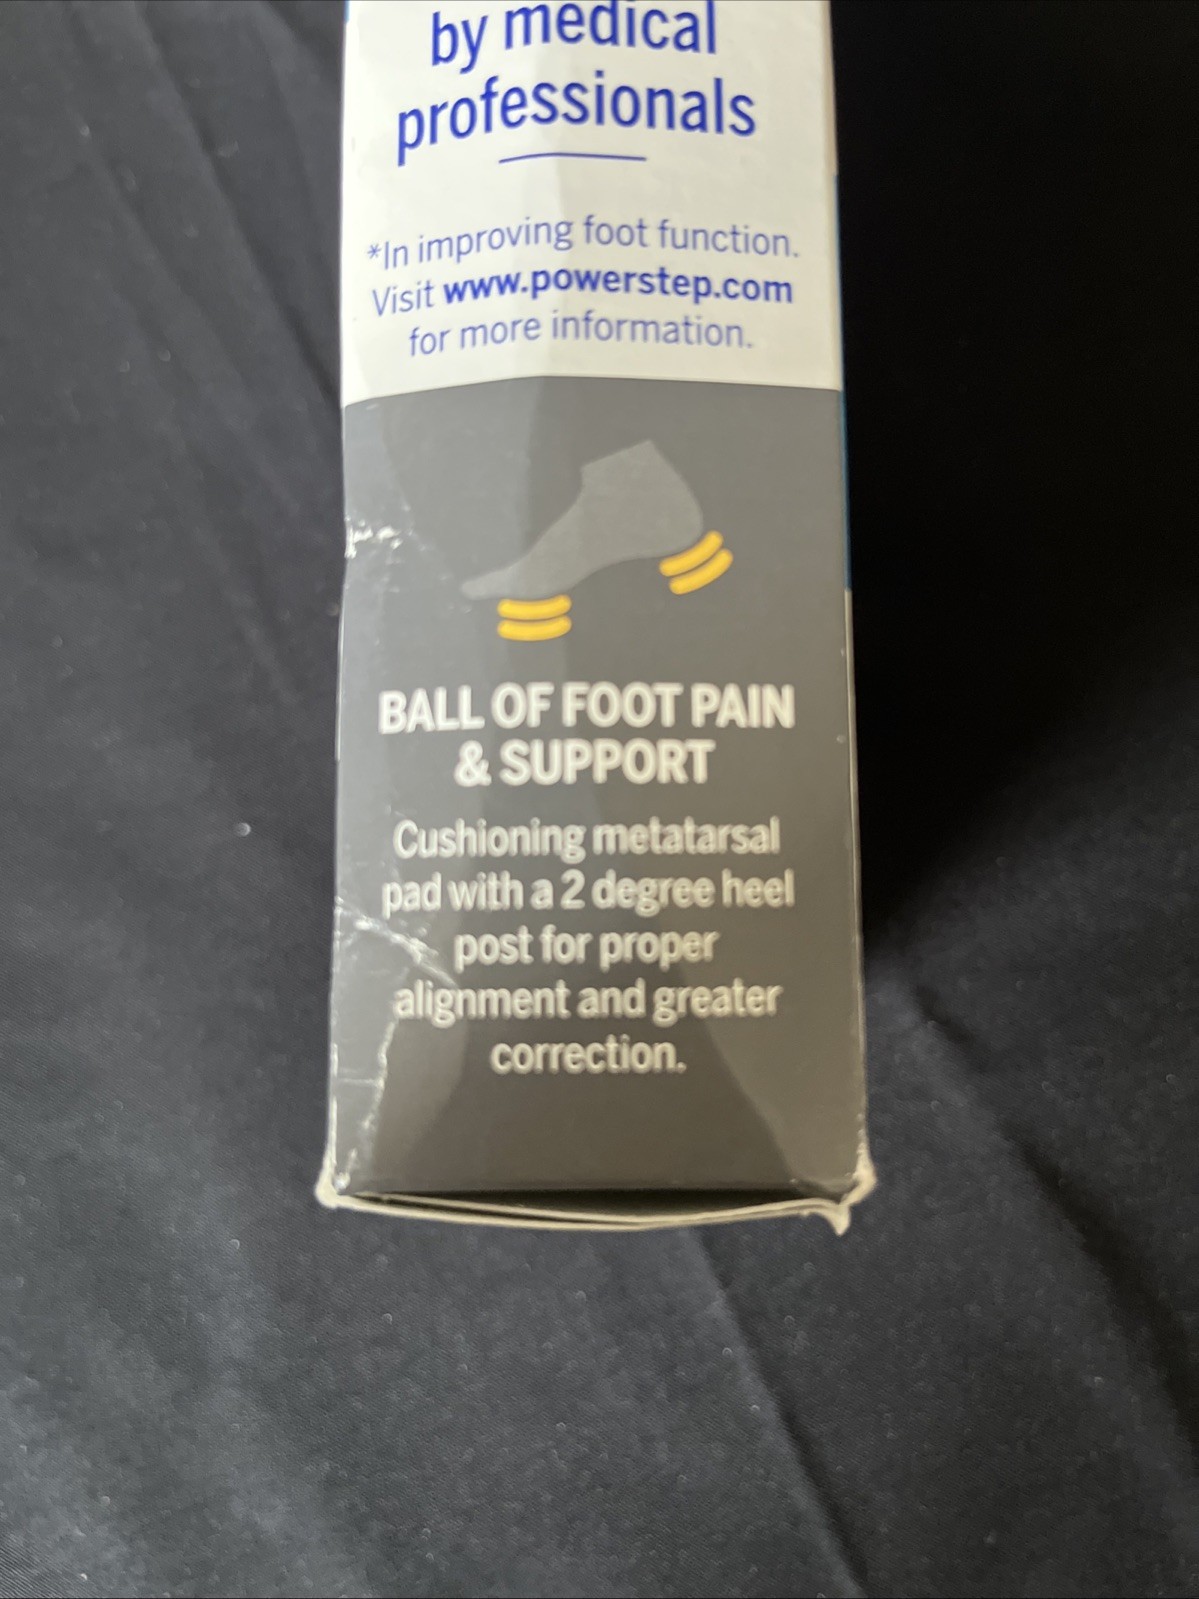 by medical
professionals
*In improving foot function.
Visit www.powerstep.com
for more information.
BALL OF FOOT PAIN
& SUPPORT
Cushioning metatarsal
pad with a 2 degree heel
post for proper
alignment and greater
correction.